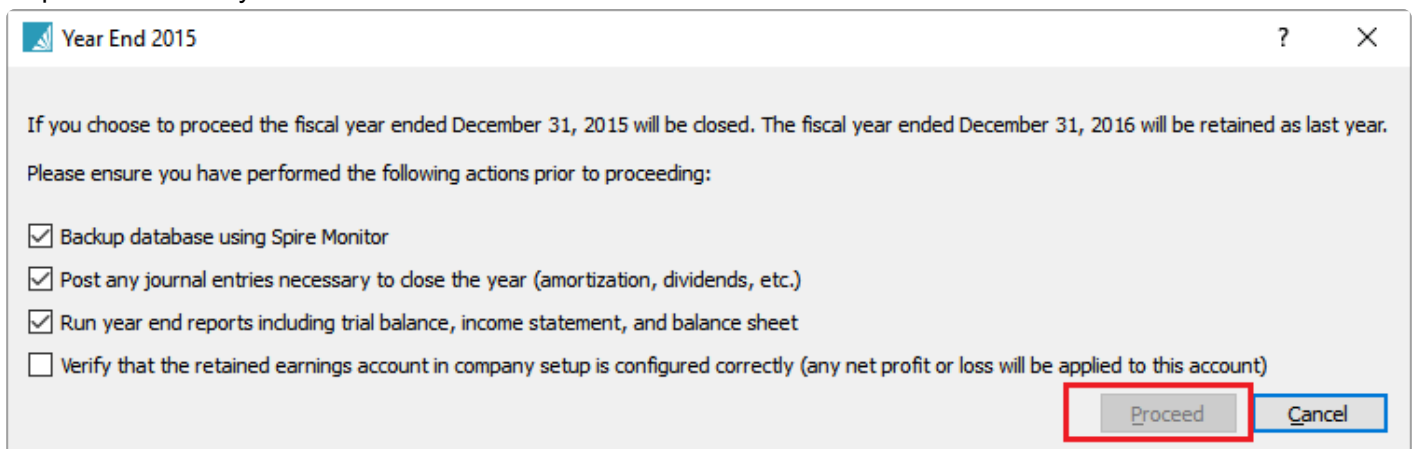 Year End 2015
?
If you choose to proceed the fiscal year ended December 31, 2015 will be closed. The fiscal year ended December 31, 2016 will be retained as last year.
Please ensure you have performed the following actions prior to proceeding:
Backup database using Spire Monitor
Post any journal entries necessary to close the year (amortization, dividends, etc.)
Run year end reports including trial balance, income statement, and balance sheet
Verify that the retained earnings account in company setup is configured correctly (any net profit or loss will be applied to this account)
Proceed
Cancel